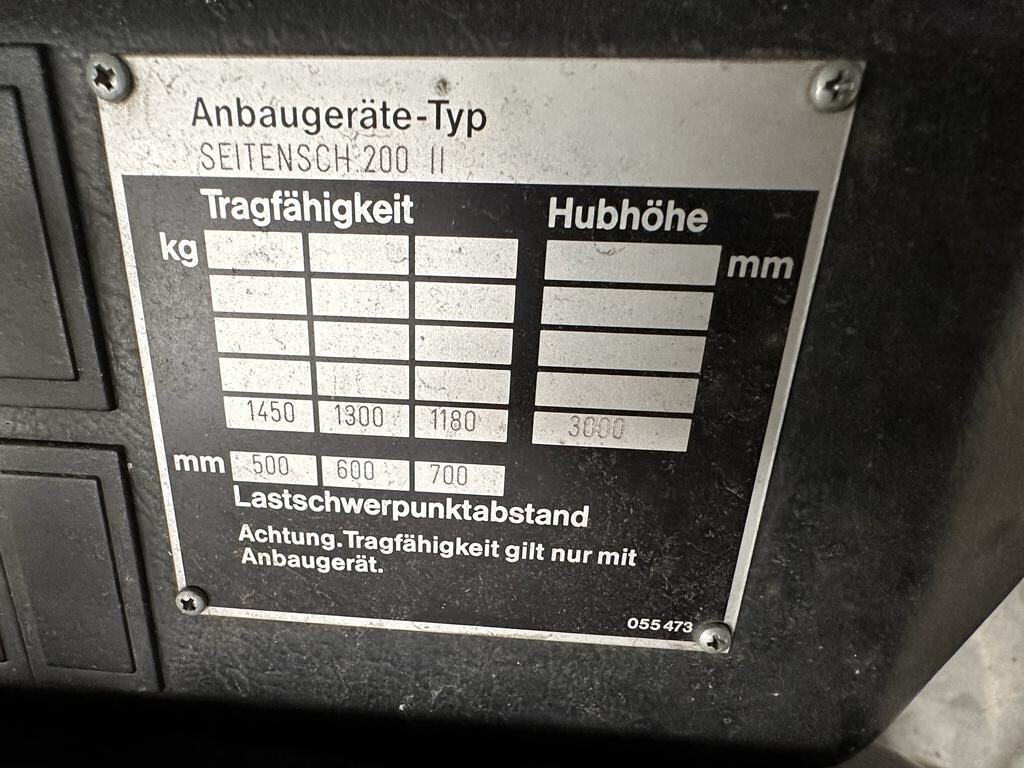 Anbaugeräte-Typ
SEITENSCH.200 II
Tragfähigkeit Hubhöhe
kg mm
1450 1300 1180 3000
mm 500 600 700
Lastschwerpunktabstand
Achtung.Tragfähigkeit gilt nur mit
Anbaugerät.
055 473